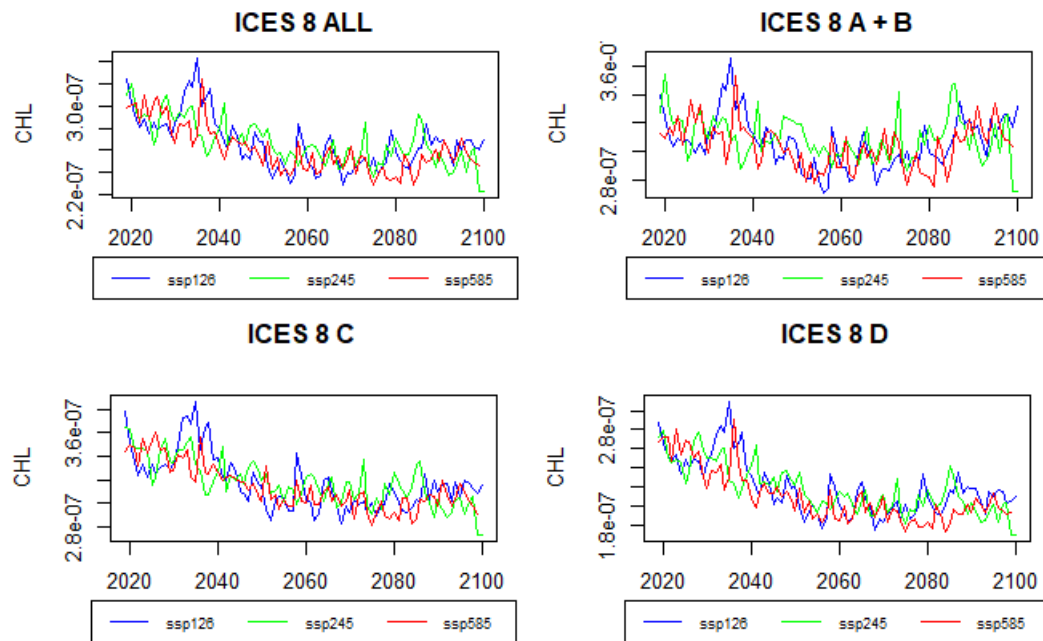 ICES 8 ALL
CHL
2.2e-07 3.0e-07
2020 2040 2060 2080 2100
ssp126 ssp245 ssp585
ICES 8 A + B
CHL
2.8e-07 3.6e-0
2020 2040 2060 2080 2100
ssp126 ssp245 ssp585
ICES 8 C
CHL
2.8e-07 3.6e-07
2020 2040 2060 2080 2100
ssp126 ssp245 ssp585
ICES 8 D
CHL
1.8e-07 2.8e-07
2020 2040 2060 2080 2100
ssp126 ssp245 ssp585